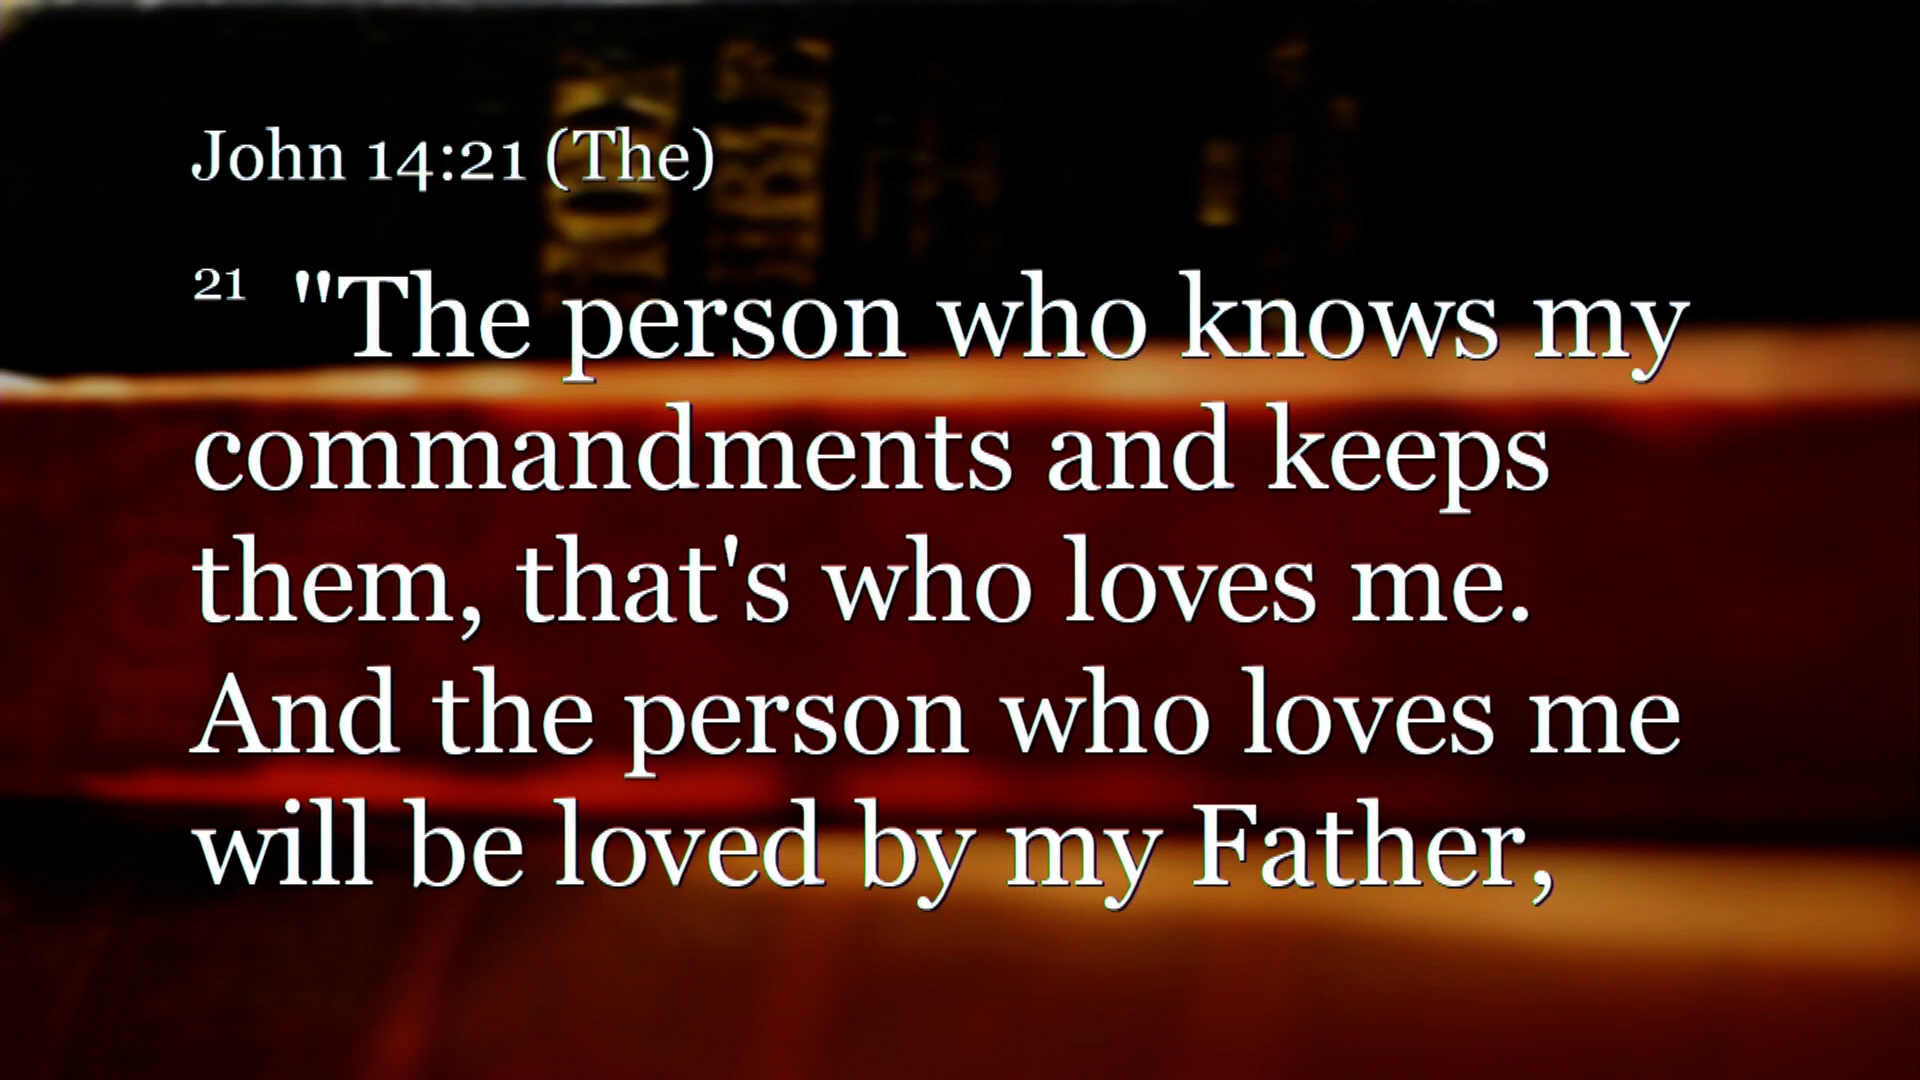 John 14:21 (The)
21 "The person who knows my
commandments and keeps
them, that's who loves me.
And the person who loves me
will be loved by my Father,